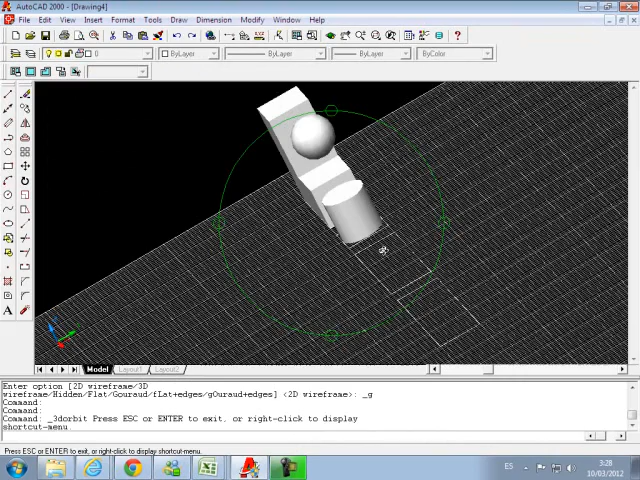 AutoCAD 2000 - [Drawing4]
File Edit View Insert Format Tools Draw Dimension Modify Window Help
0 ByLayer ByLayer ByLayer ByColor
Model Layout1 Layout2
Enter option [2D wireframe/3D
wireframe/Hidden/Flat/Gouraud/fLat+edges/gOuraud+edges] <2D wireframe>: _g
Command:
Command:
Command: _3dorbit Press ESC or ENTER to exit, or right-click to display
shortcut-menu.
Press ESC or ENTER to exit, or right-click to display shortcut-menu.
ES
3:28
10/03/2012